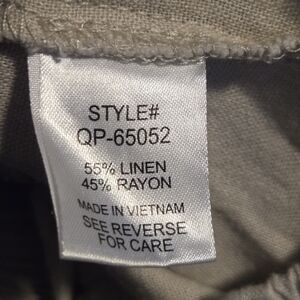 STYLE#
QP-65052
55% LINEN
45% RAYON
MADE IN VIETNAM
SEE REVERSE
FOR CARE